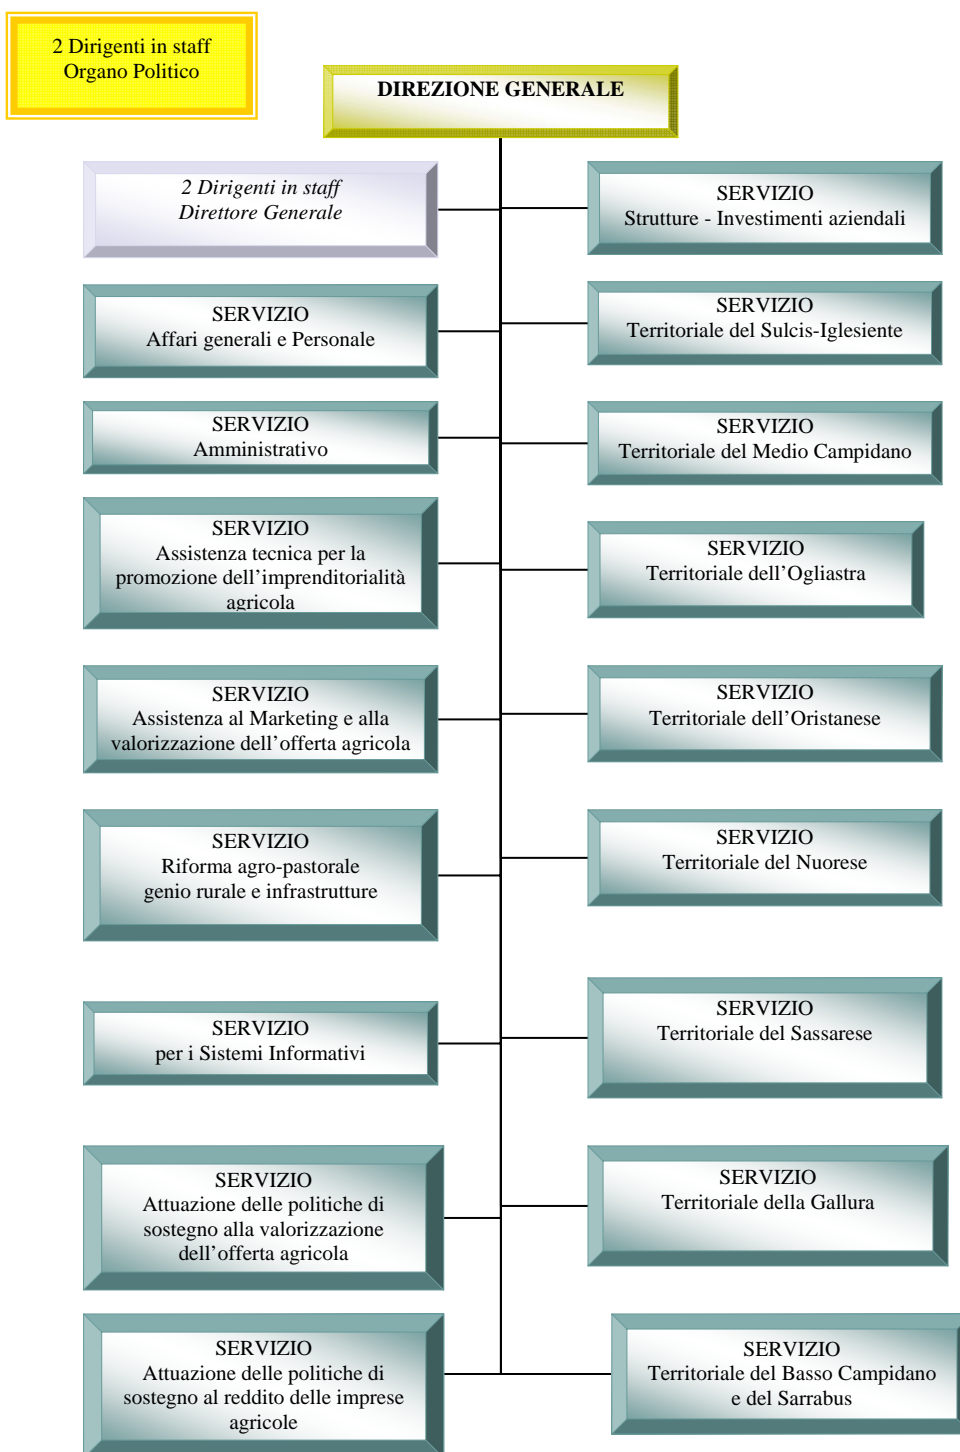 2 Dirigenti in staff
Organo Politico
DIREZIONE GENERALE
2 Dirigenti in staff
Direttore Generale
SERVIZIO
Strutture - Investimenti aziendali
SERVIZIO
Affari generali e Personale
SERVIZIO
Territoriale del Sulcis-Iglesiente
SERVIZIO
Amministrativo
SERVIZIO
Territoriale del Medio Campidano
SERVIZIO
Assistenza tecnica per la
promozione dell’imprenditorialità
agricola
SERVIZIO
Territoriale dell’Ogliastra
SERVIZIO
Assistenza al Marketing e alla
valorizzazione dell’offerta agricola
SERVIZIO
Territoriale dell’Oristanese
SERVIZIO
Riforma agro-pastorale
genio rurale e infrastrutture
SERVIZIO
Territoriale del Nuorese
SERVIZIO
per i Sistemi Informativi
SERVIZIO
Territoriale del Sassarese
SERVIZIO
Attuazione delle politiche di
sostegno alla valorizzazione
dell’offerta agricola
SERVIZIO
Territoriale della Gallura
SERVIZIO
Attuazione delle politiche di
sostegno al reddito delle imprese
agricole
SERVIZIO
Territoriale del Basso Campidano
e del Sarrabus